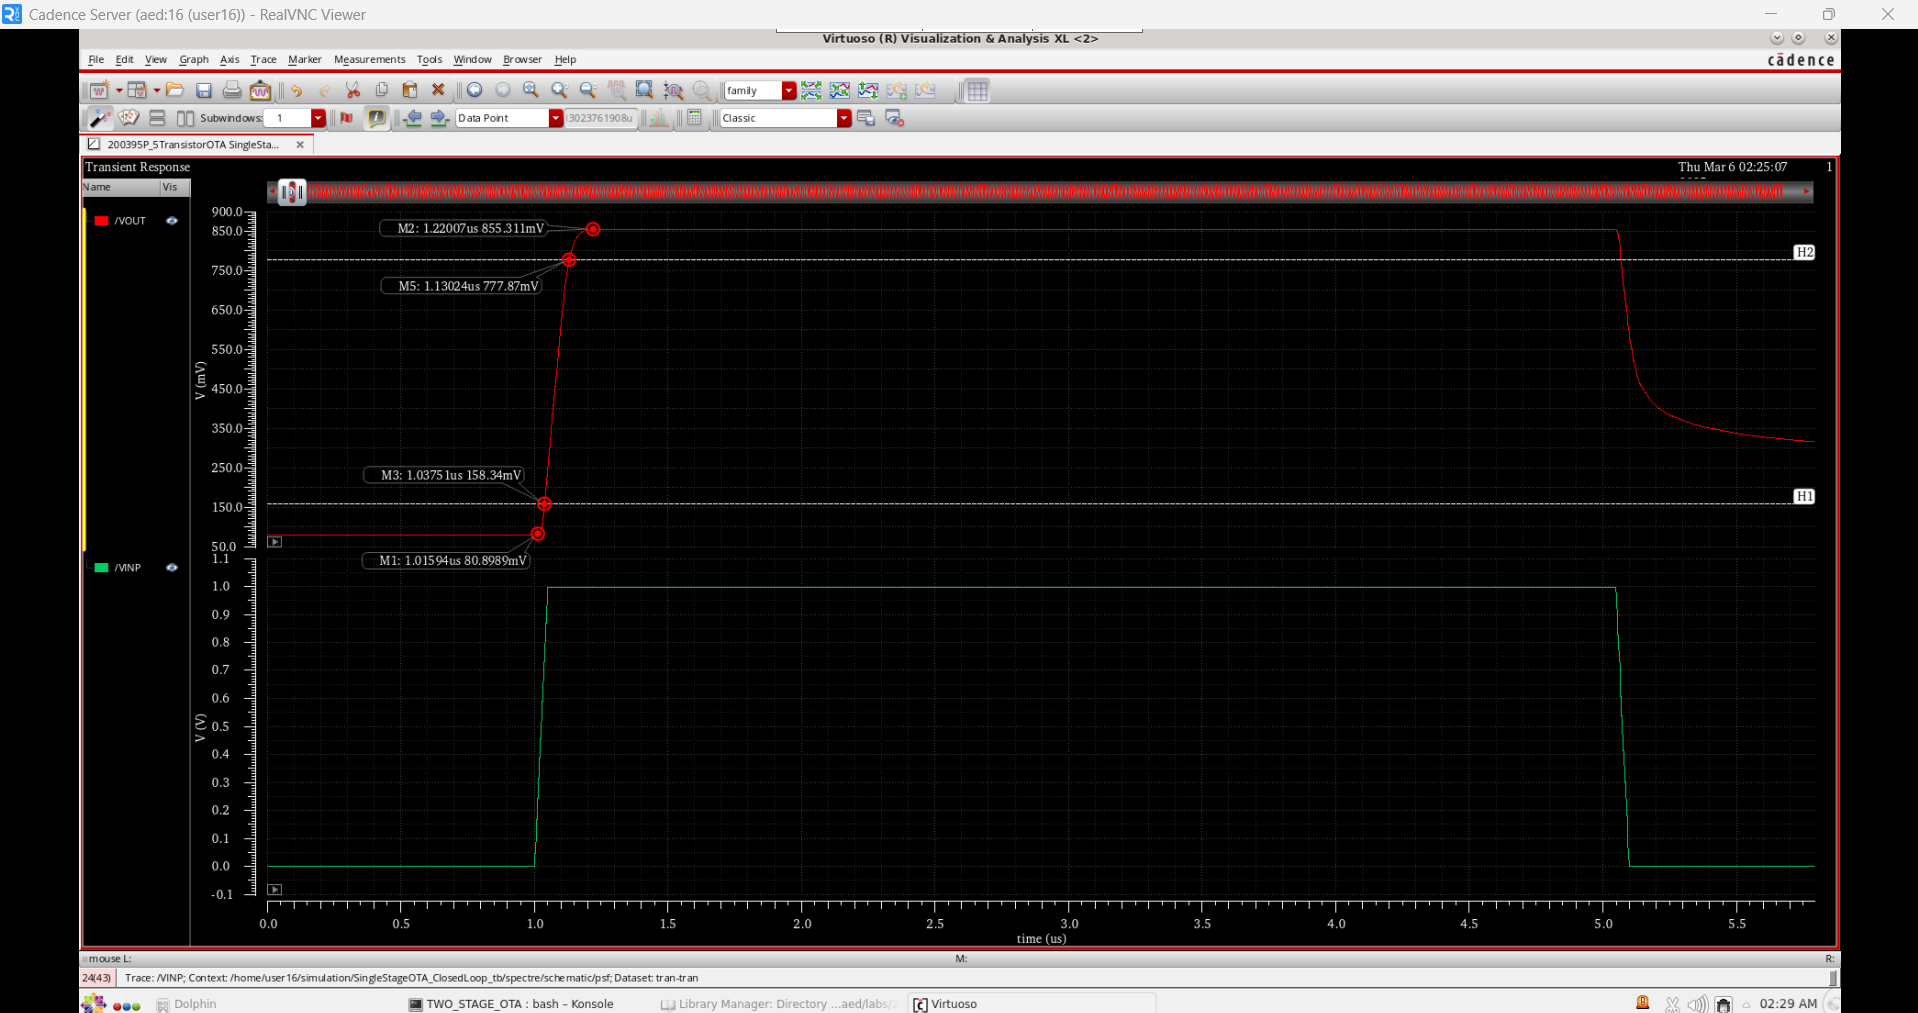 Cadence Server (aed:16 (user16)) - RealVNC Viewer
Virtuoso (R) Visualization & Analysis XL <2>
File Edit View Graph Axis Trace Marker Measurements Tools Window Browser Help
cādence
family
Subwindows: 1
Data Point
3023761908u
Classic
200395P_5TransistorOTA SingleSta...
Transient Response
Thu Mar 6 02:25:07
1
Name Vis
/VOUT
900.0
850.0
750.0
650.0
550.0
450.0
350.0
250.0
150.0
50.0
V (mV)
M2: 1.22007us 855.311mV
H2
M5: 1.13024us 777.87mV
M3: 1.03751us 158.34mV
H1
M1: 1.01594us 80.8989mV
/VINP
1.1
1.0
0.9
0.8
0.7
0.6
0.5
0.4
0.3
0.2
0.1
0.0
-0.1
V (V)
0.0 0.5 1.0 1.5 2.0 2.5 3.0 3.5 4.0 4.5 5.0 5.5
time (us)
mouse L: M: R:
24(43) Trace: /VINP; Context: /home/user16/simulation/SingleStageOTA_ClosedLoop_tb/spectre/schematic/psf; Dataset: tran-tran
Dolphin
TWO_STAGE_OTA : bash – Konsole
Library Manager: Directory ...aed/labs/
Virtuoso
02:29 AM